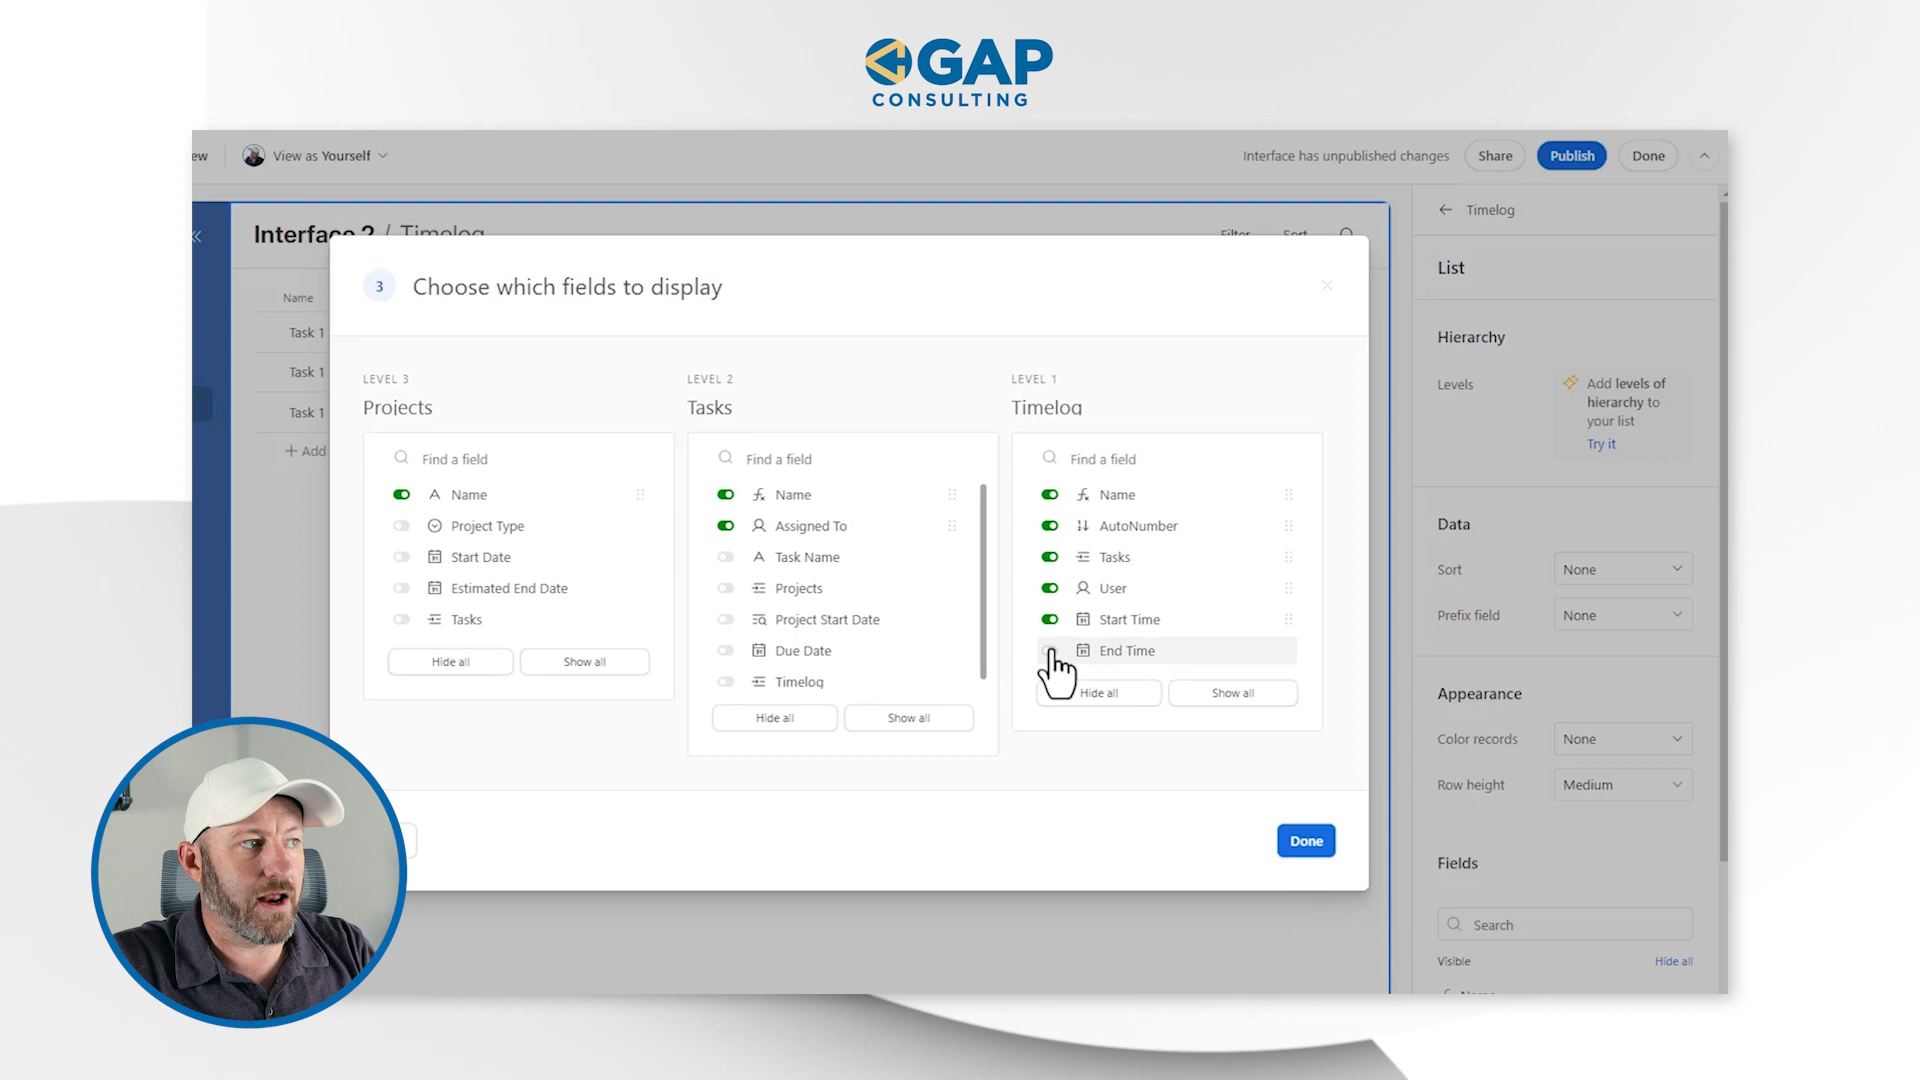 GAP
CONSULTING
ew
View as Yourself
Interface has unpublished changes
Share
Publish
Done
Timelog
Interface 2 / Timelog
Filter
Sort
List
Name
Task 1
Task 1
Task 1
+ Add
3
Choose which fields to display
LEVEL 3
Projects
Find a field
Name
Project Type
Start Date
Estimated End Date
Tasks
Hide all
Show all
LEVEL 2
Tasks
Find a field
Name
Assigned To
Task Name
Projects
Project Start Date
Due Date
Timelog
Hide all
Show all
LEVEL 1
Timelog
Find a field
Name
AutoNumber
Tasks
User
Start Time
End Time
Hide all
Show all
Done
Hierarchy
Levels
Add levels of
hierarchy to
your list
Try it
Data
Sort
None
Prefix field
None
Appearance
Color records
None
Row height
Medium
Fields
Search
Visible
Hide all
Name